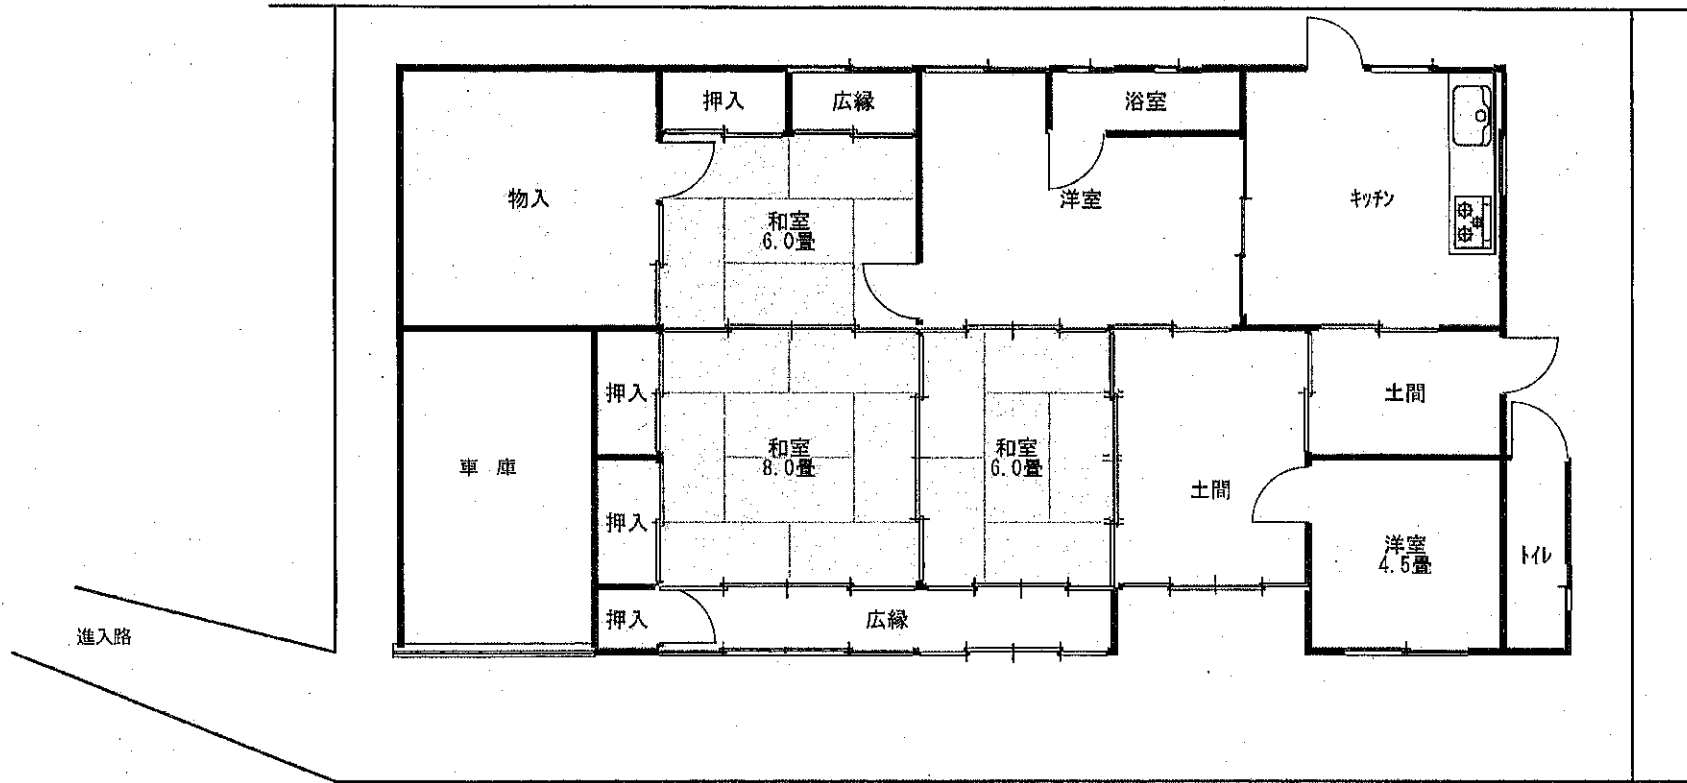 押入
広縁
浴室
物入
洋室
キッチン
和室
6.0畳
押入
土間
車 庫
和室
8.0畳
和室
6.0畳
土間
押入
洋室
4.5畳
トイレ
押入
広縁
進入路